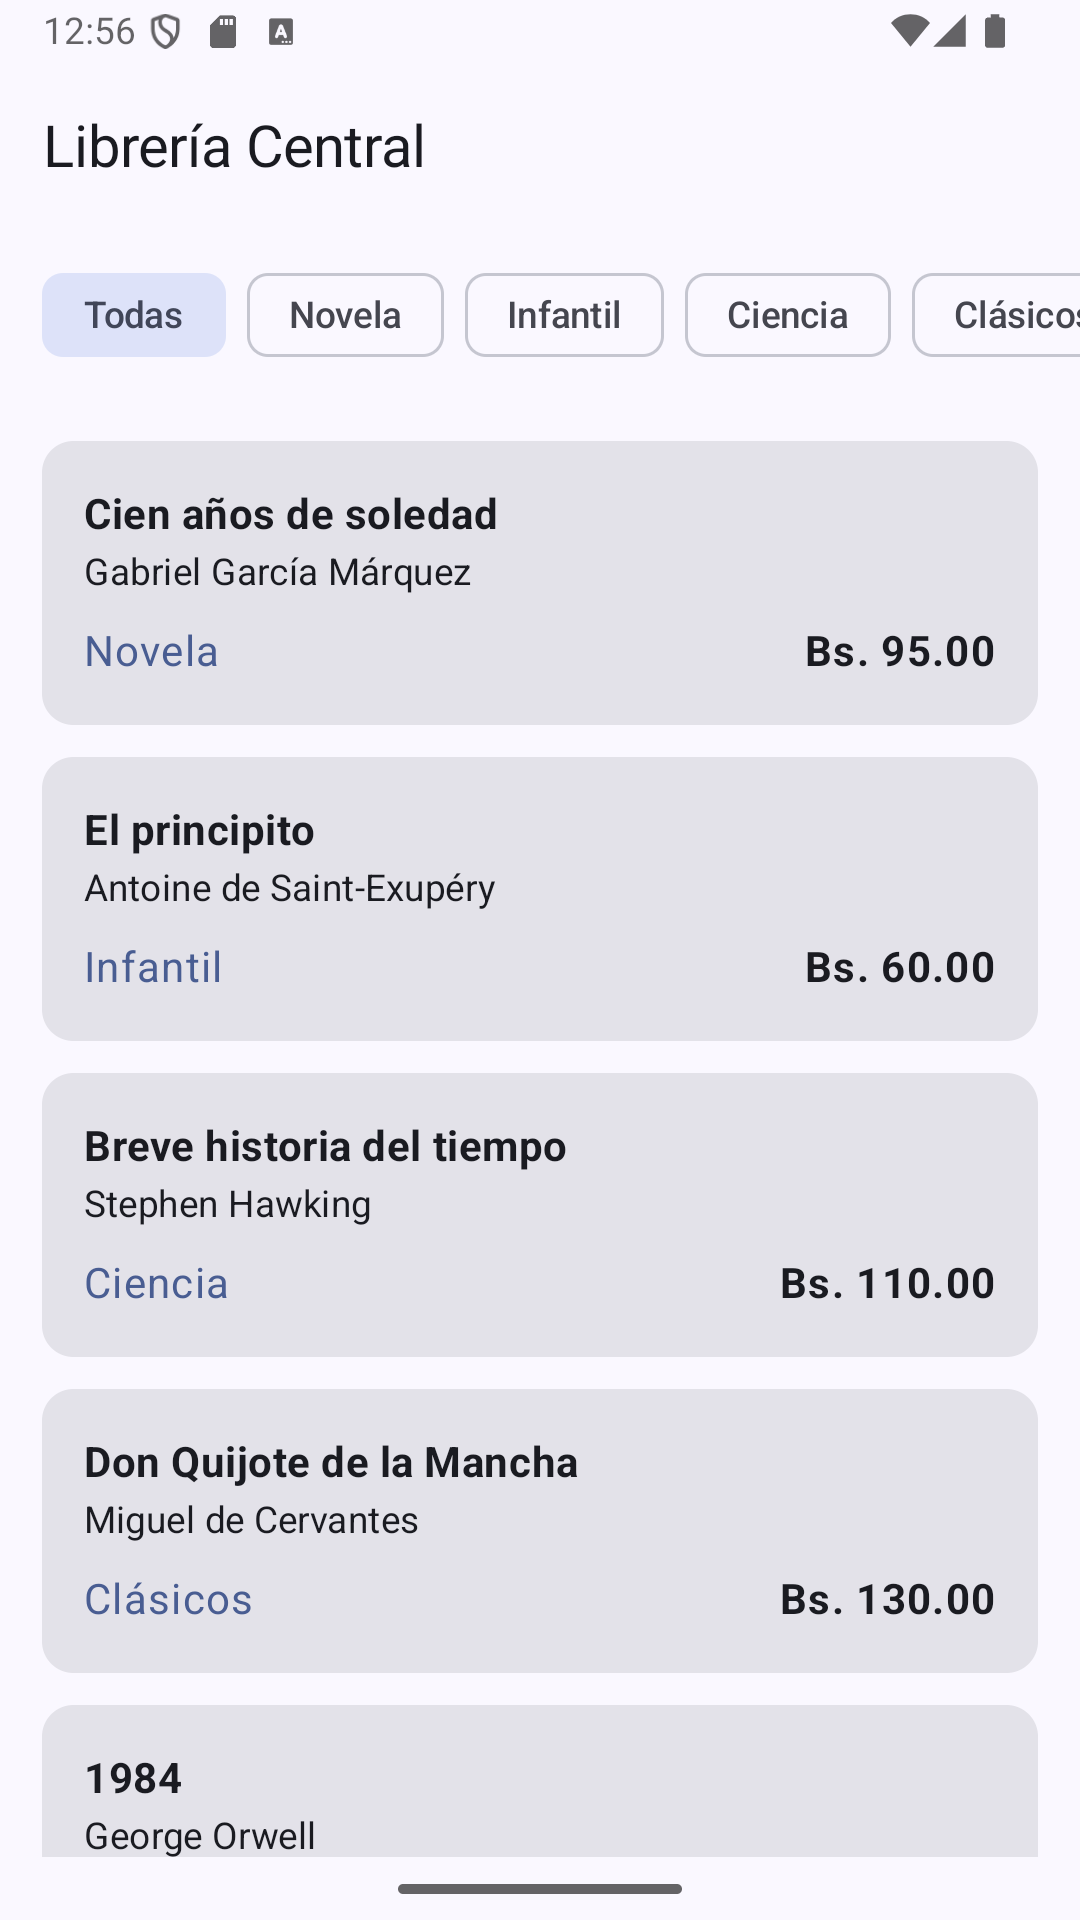 12:56
Librería Central
Todas Novela Infantil Ciencia Clásicos
Cien años de soledad
Gabriel García Márquez
Novela Bs. 95.00
El principito
Antoine de Saint-Exupéry
Infantil Bs. 60.00
Breve historia del tiempo
Stephen Hawking
Ciencia Bs. 110.00
Don Quijote de la Mancha
Miguel de Cervantes
Clásicos Bs. 130.00
1984
George Orwell